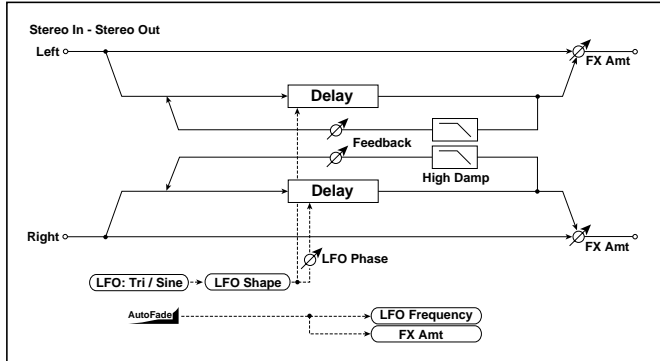 Stereo In - Stereo Out
Left
FX Amt
Delay
Feedback
High Damp
Delay
Right
FX Amt
LFO Phase
LFO: Tri / Sine
LFO Shape
AutoFade
LFO Frequency
FX Amt